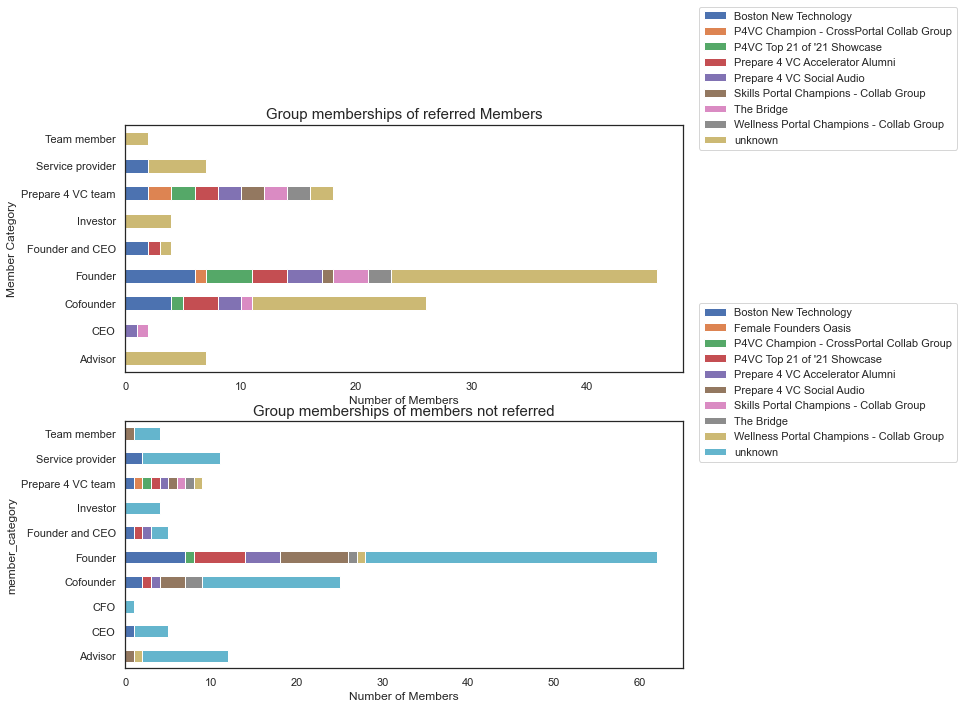 Boston New Technology
P4VC Champion - CrossPortal Collab Group
P4VC Top 21 of '21 Showcase
Prepare 4 VC Accelerator Alumni
Prepare 4 VC Social Audio
Skills Portal Champions - Collab Group
The Bridge
Wellness Portal Champions - Collab Group
unknown
Group memberships of referred Members
Member Category
Team member
Service provider
Prepare 4 VC team
Investor
Founder and CEO
Founder
Cofounder
CEO
Advisor
0 10 20 30 40
Number of Members
Boston New Technology
Female Founders Oasis
P4VC Champion - CrossPortal Collab Group
P4VC Top 21 of '21 Showcase
Prepare 4 VC Accelerator Alumni
Prepare 4 VC Social Audio
Skills Portal Champions - Collab Group
The Bridge
Wellness Portal Champions - Collab Group
unknown
Group memberships of members not referred
member_category
Team member
Service provider
Prepare 4 VC team
Investor
Founder and CEO
Founder
Cofounder
CFO
CEO
Advisor
0 10 20 30 40 50 60
Number of Members